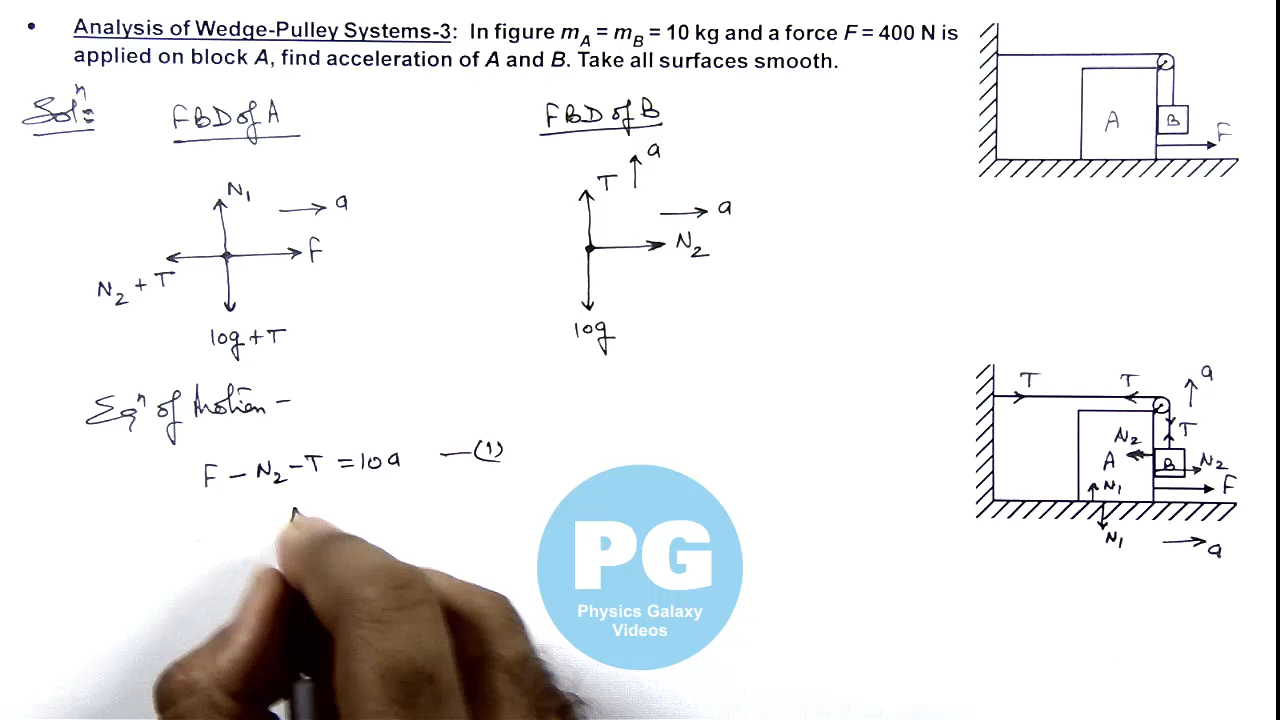 • Analysis of Wedge-Pulley Systems-3: In figure mA = mB = 10 kg and a force F = 400 N is
applied on block A, find acceleration of A and B. Take all surfaces smooth.
Solⁿ:
FBD of A
FBD of B
A
B
F
N1
a
F
N2 + T
10g + T
a
T
a
N2
10g
Eqⁿ of Motion –
F – N2 – T = 10a —(1)
T
T
a
T
N2
A
B
N2
N1
F
N1
a
PG
Physics Galaxy
Videos